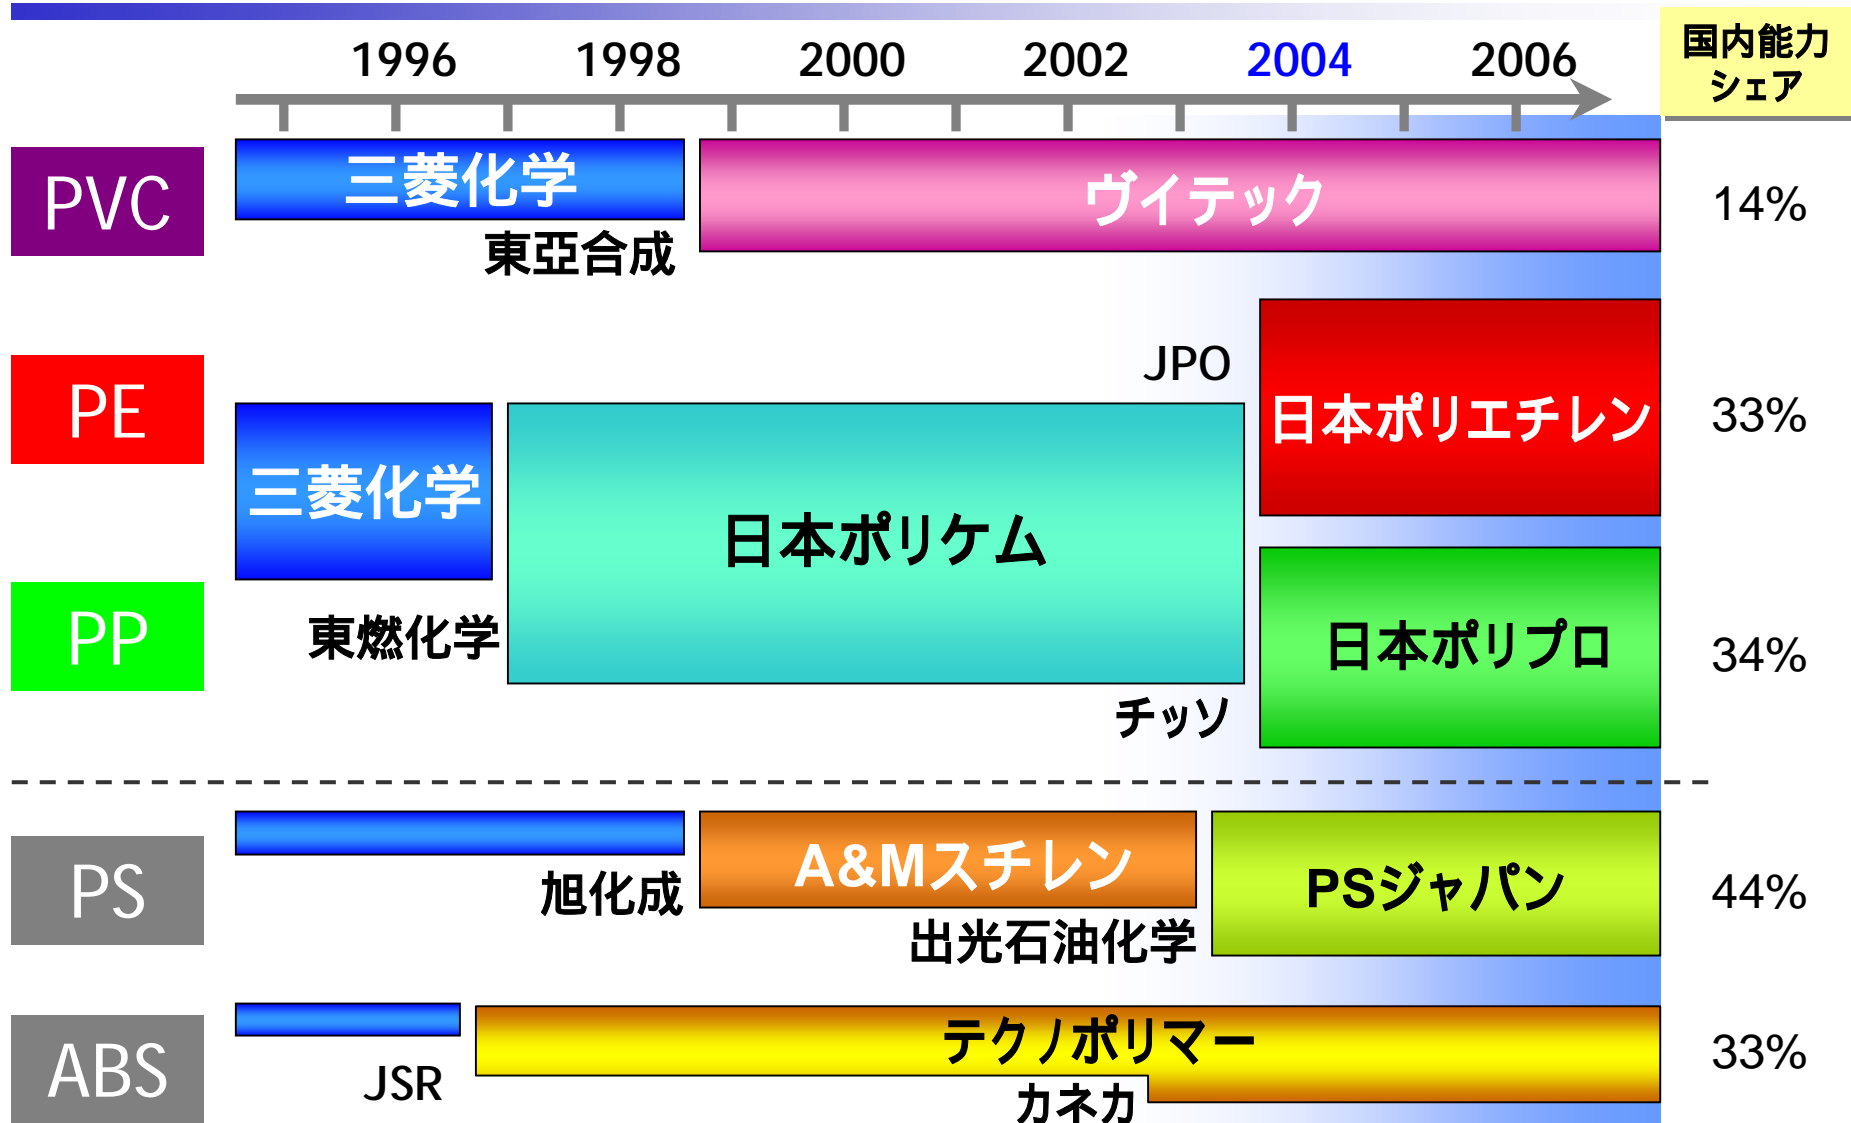 1996 1998 2000 2002 2004 2006
国内能力
シェア
PVC
三菱化学
ヴイテック
14%
東亞合成
JPO
PE
日本ポリエチレン
33%
三菱化学
日本ポリケム
PP
東燃化学
日本ポリプロ
34%
チッソ
PS
A&Mスチレン
PSジャパン
44%
旭化成
出光石油化学
ABS
テクノポリマー
33%
JSR
カネカ